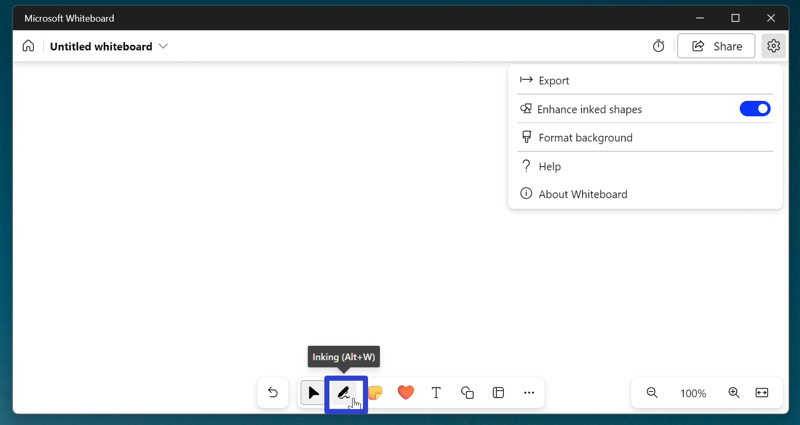 Microsoft Whiteboard
Untitled whiteboard
Share
Export
Enhance inked shapes
Format background
Help
About Whiteboard
Inking (Alt+W)
100%